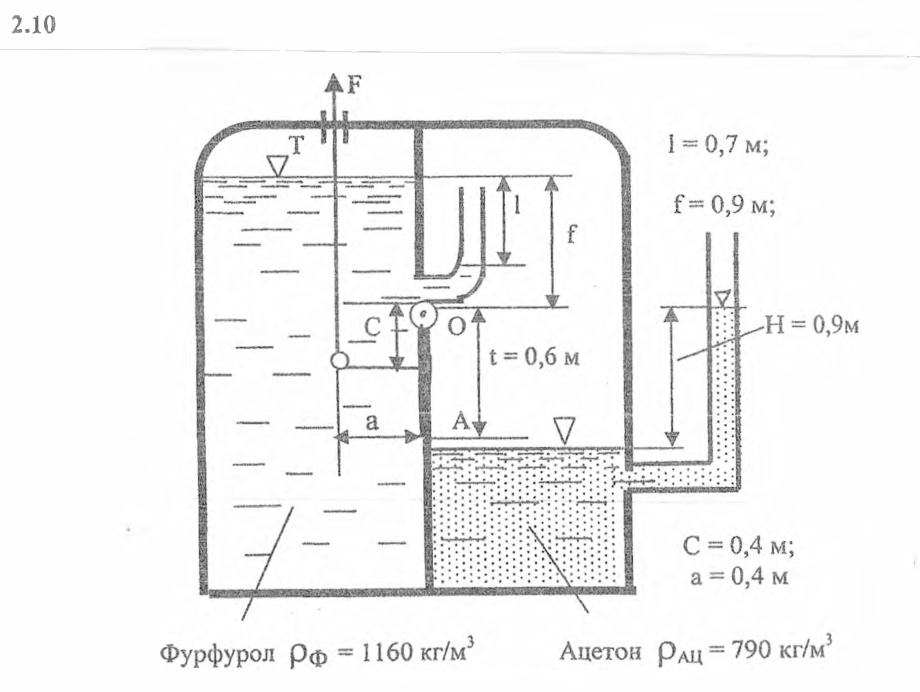 2.10
F
T
l = 0,7 м;
l
f
f = 0,9 м;
C
O
H = 0,9м
t = 0,6 м
a
A
C = 0,4 м;
a = 0,4 м
Фурфурол ρФ = 1160 кг/м³
Ацетон ρАЦ = 790 кг/м³